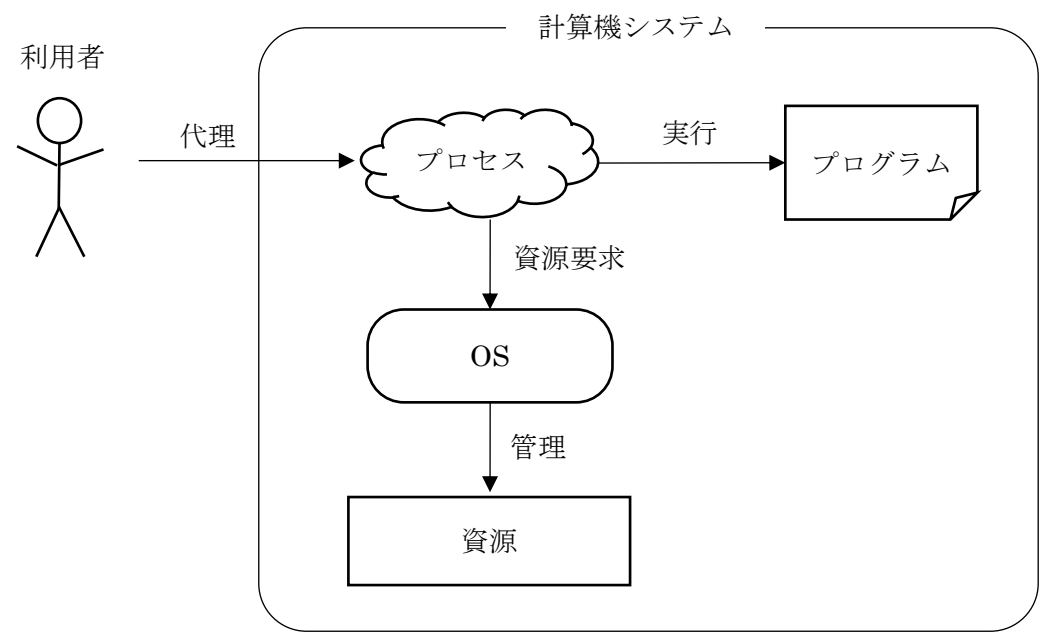 計算機システム
利用者
代理
プロセス
実行
プログラム
資源要求
OS
管理
資源